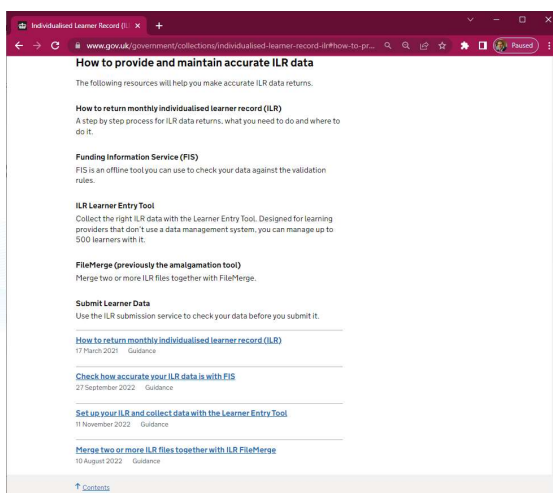 Individualised Learner Record (IL
www.gov.uk/government/collections/individualised-learner-record-ilr#how-to-pr...
Paused
How to provide and maintain accurate ILR data
The following resources will help you make accurate ILR data returns.
How to return monthly individualised learner record (ILR)
A step by step process for ILR data returns, what you need to do and where to
do it.
Funding Information Service (FIS)
FIS is an offline tool you can use to check your data against the validation
rules.
ILR Learner Entry Tool
Collect the right ILR data with the Learner Entry Tool. Designed for learning
providers that don't use a data management system, you can manage up to
500 learners with it.
FileMerge (previously the amalgamation tool)
Merge two or more ILR files together with FileMerge.
Submit Learner Data
Use the ILR submission service to check your data before you submit it.
How to return monthly individualised learner record (ILR)
17 March 2021 Guidance
Check how accurate your ILR data is with FIS
27 September 2022 Guidance
Set up your ILR and collect data with the Learner Entry Tool
11 November 2022 Guidance
Merge two or more ILR files together with ILR FileMerge
10 August 2022 Guidance
↑ Contents